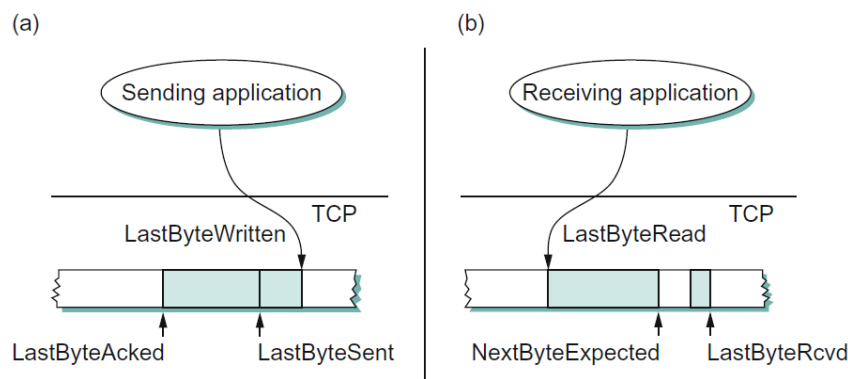 (a)
Sending application
TCP
LastByteWritten
LastByteAcked
LastByteSent
(b)
Receiving application
TCP
LastByteRead
NextByteExpected
LastByteRcvd